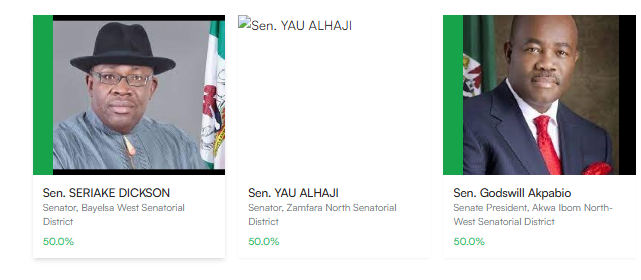 Sen. YAU ALHAJI
Sen. SERIAKE DICKSON
Senator, Bayelsa West Senatorial
District
50.0%
Sen. YAU ALHAJI
Senator, Zamfara North Senatorial
District
50.0%
Sen. Godswill Akpabio
Senate President, Akwa Ibom North-
West Senatorial District
50.0%